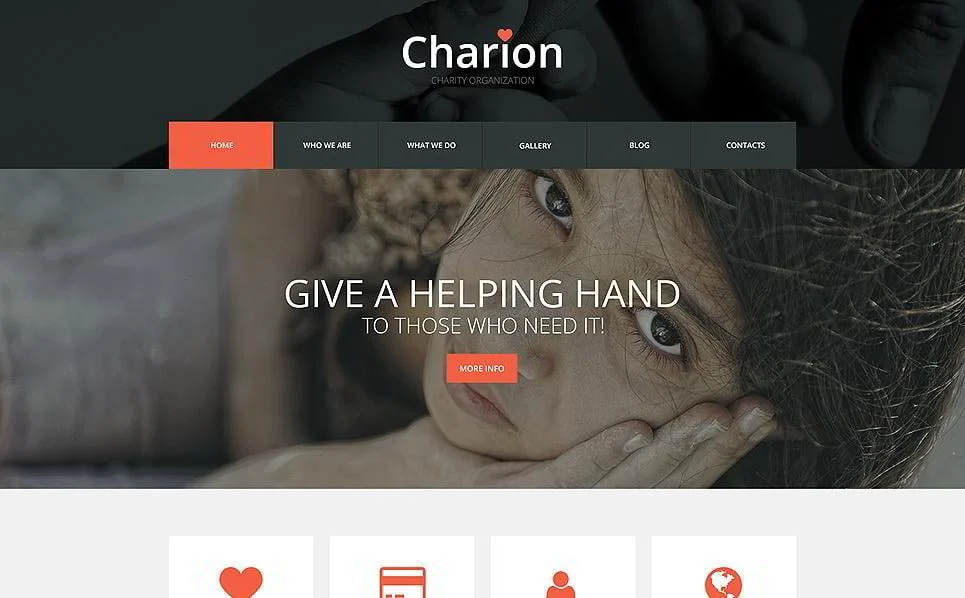 Charion
CHARITY ORGANIZATION
HOME
WHO WE ARE
WHAT WE DO
GALLERY
BLOG
CONTACTS
GIVE A HELPING HAND
TO THOSE WHO NEED IT!
MORE INFO